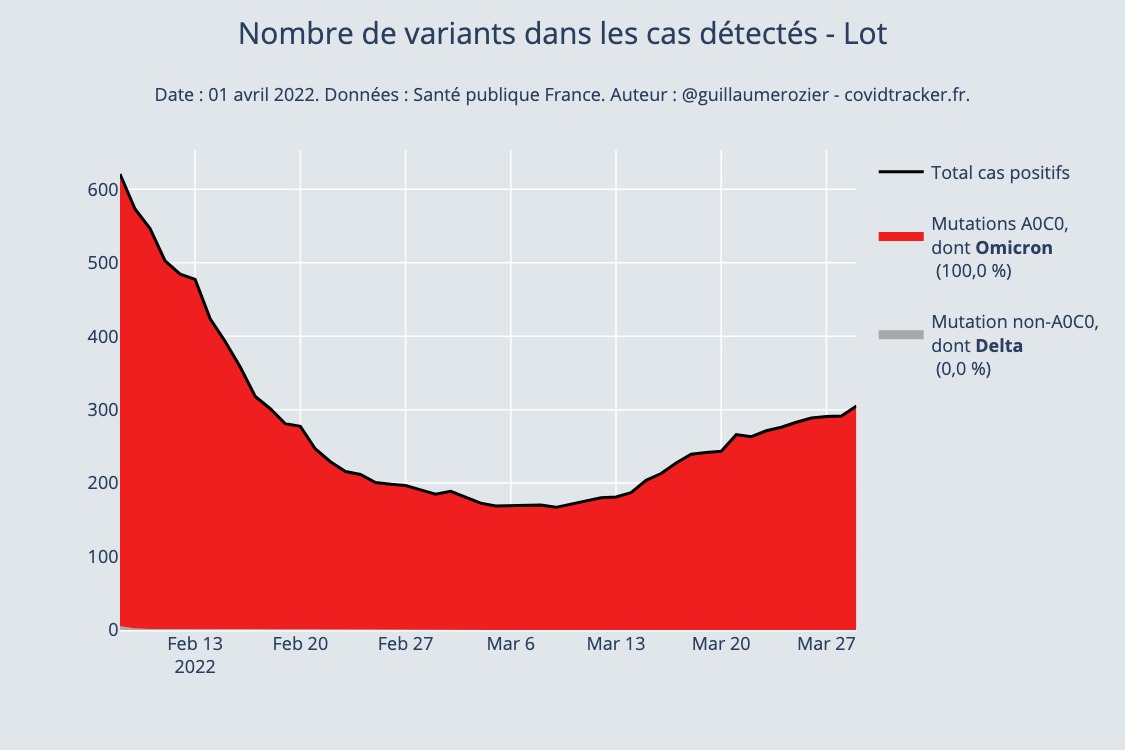 Nombre de variants dans les cas détectés - Lot
Date : 01 avril 2022. Données : Santé publique France. Auteur : @guillaumerozier - covidtracker.fr.
600
500
400
300
200
100
0
Feb 13
2022
Feb 20
Feb 27
Mar 6
Mar 13
Mar 20
Mar 27
Total cas positifs
Mutations A0C0,
dont Omicron
(100,0 %)
Mutation non-A0C0,
dont Delta
(0,0 %)